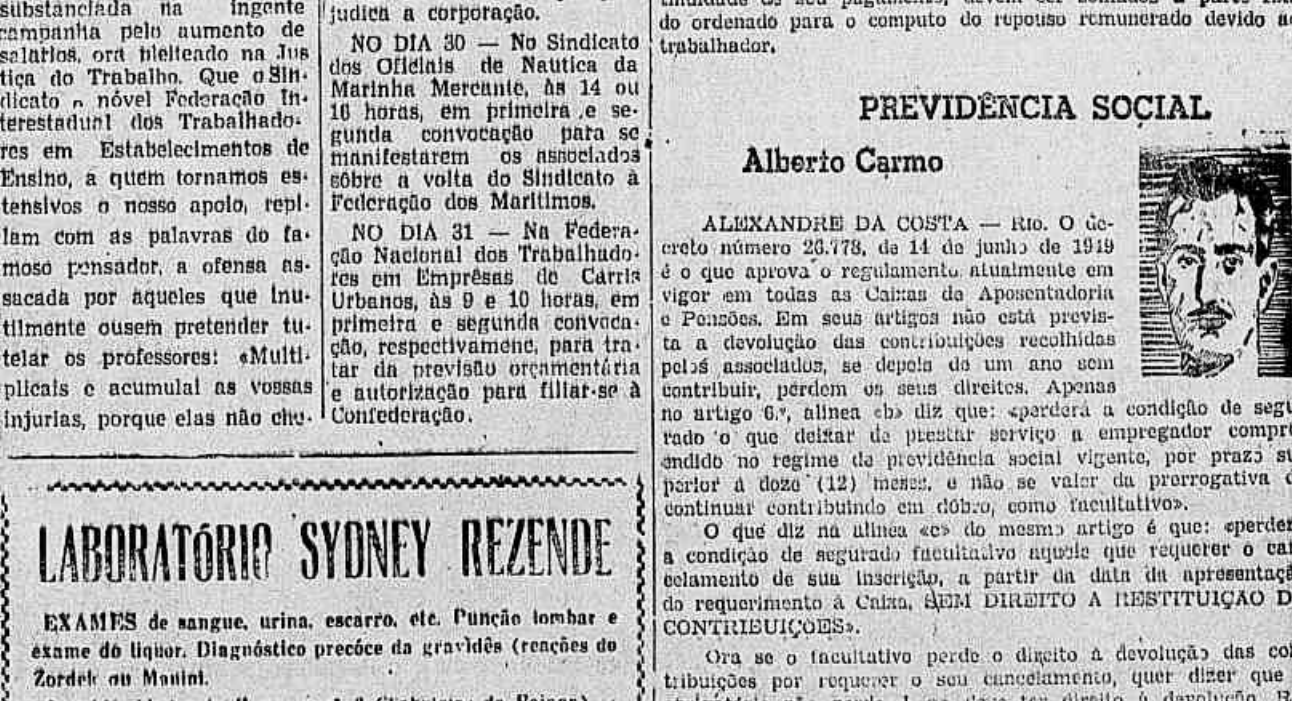 substanciada na ingente
campanha pelo aumento de
salários, ora pleiteado na Jus
tiça do Trabalho. Que o Sin-
dicato e nóvel Federação In-
terestadual dos Trabalhado-
res em Estabelecimentos de
Ensino, a quem tornamos es-
tensivos o nosso apoio, repi-
lam com as palavras do fa-
moso pensador, a ofensa as-
sacada por aqueles que inu-
tilmente ousem pretender tu-
telar os professores: «Multi-
plicais e acumulai as vossas
injurias, porque elas não che-
judica a corporação.
NO DIA 30 — No Sindicato
dos Oficiais de Nautica da
Marinha Mercante, às 14 ou
16 horas, em primeira e se-
gunda convocação para se
manifestarem os associados
sôbre a volta do Sindicato à
Federação dos Maritimos.
NO DIA 31 — Na Federa-
ção Nacional dos Trabalhado-
res em Emprêsas de Carris
Urbanos, às 9 e 10 horas, em
primeira e segunda convoca-
ção, respectivamene, para tra-
tar da previsão orçamentária
e autorização para filiar-se à
Confederação.
LABORATÓRIO SYDNEY REZENDE
EXAMES de sangue, urina, escarro, etc. Punção lombar e
exame do liquor. Diagnóstico precóce da gravidês (reações de
Zordek ou Manini.
do ordenado para o computo do repouso remunerado devido ao
trabalhador.
PREVIDÊNCIA SOCIAL
Alberto Carmo
ALEXANDRE DA COSTA — Rio. O de-
creto número 26.778, de 14 de junho de 1949
é o que aprova o regulamento atualmente em
vigor em todas as Caixas de Aposentadoria
e Pensões. Em seus artigos não está previs-
ta a devolução das contribuições recolhidas
pelos associados, se depois de um ano sem
contribuir, perdem os seus direitos. Apenas
no artigo 6.º, alinea «b» diz que: «perderá a condição de segu
rado o que deixar de prestar serviço a empregador compre
endido no regime da previdência social vigente, por prazo su
perior a doze (12) meses, e não se valer da prerrogativa d
continuar contribuindo em dôbro, como facultativo».
O que diz na alinea «c» do mesmo artigo é que: «perder
a condição de segurado facultativo aquele que requerer o can
celamento de sua inscrição, a partir da data da apresentaçã
do requerimento à Caixa, SEM DIREITO A RESTITUIÇÃO D
CONTRIBUIÇÕES».
Ora se o facultativo perde o direito à devolução das con
tribuições por requerer o seu cancelamento, quer dizer que